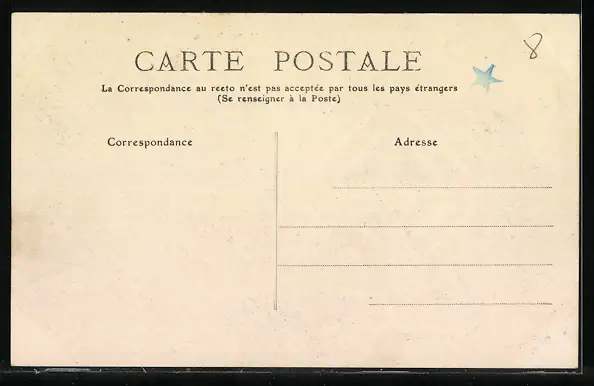 8
CARTE POSTALE
La Correspondance au recto n'est pas acceptée par tous les pays étrangers
(Se renseigner à la Poste)
Correspondance
Adresse